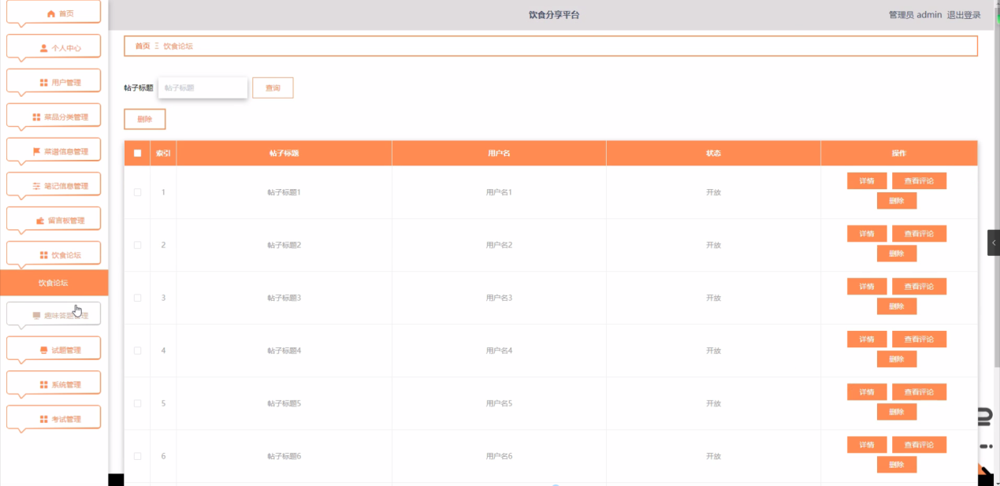 饮食分享平台
管理员 admin 退出登录
首页
个人中心
用户管理
菜品分类管理
菜谱信息管理
笔记信息管理
留言板管理
饮食论坛
饮食论坛
趣味答题管理
试题管理
系统管理
考试管理
首页 Ξ 饮食论坛
帖子标题 帖子标题 查询
删除
索引 帖子标题 用户名 状态 操作
1 帖子标题1 用户名1 开放 详情 查看评论
删除
2 帖子标题2 用户名2 开放 详情 查看评论
删除
3 帖子标题3 用户名3 开放 详情 查看评论
删除
4 帖子标题4 用户名4 开放 详情 查看评论
删除
5 帖子标题5 用户名5 开放 详情 查看评论
删除
6 帖子标题6 用户名6 开放 详情 查看评论
删除